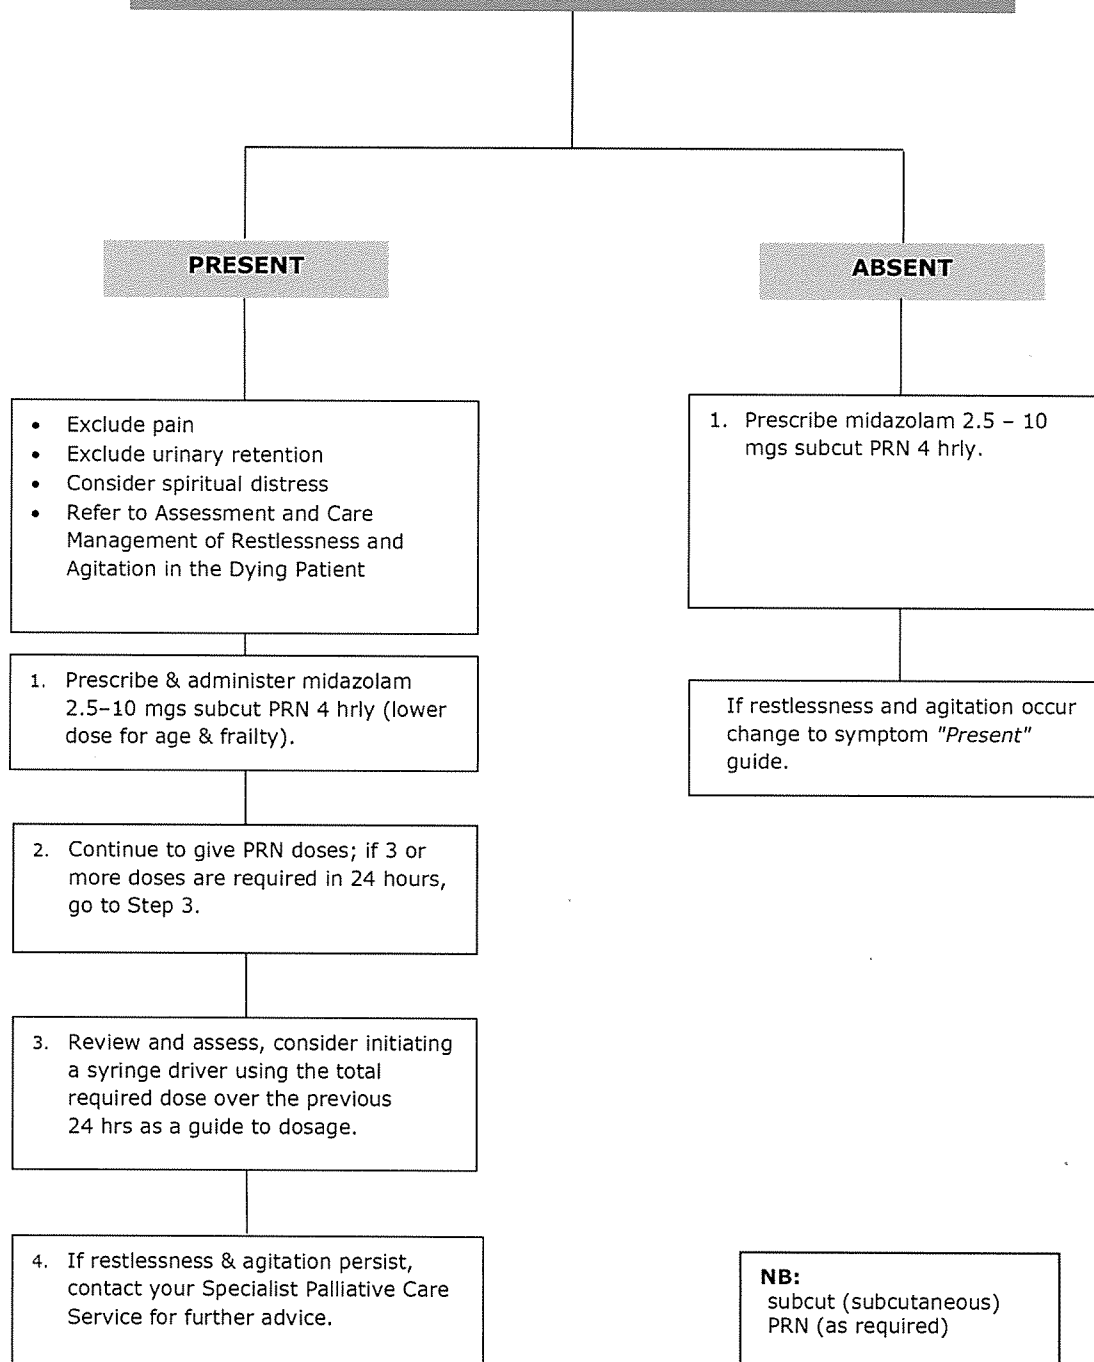 PRESENT
• Exclude pain
• Exclude urinary retention
• Consider spiritual distress
• Refer to Assessment and Care
Management of Restlessness and
Agitation in the Dying Patient
1. Prescribe & administer midazolam
2.5–10 mgs subcut PRN 4 hrly (lower
dose for age & frailty).
2. Continue to give PRN doses; if 3 or
more doses are required in 24 hours,
go to Step 3.
3. Review and assess, consider initiating
a syringe driver using the total
required dose over the previous
24 hrs as a guide to dosage.
4. If restlessness & agitation persist,
contact your Specialist Palliative Care
Service for further advice.
ABSENT
1. Prescribe midazolam 2.5 – 10
mgs subcut PRN 4 hrly.
If restlessness and agitation occur
change to symptom "Present"
guide.
NB:
subcut (subcutaneous)
PRN (as required)